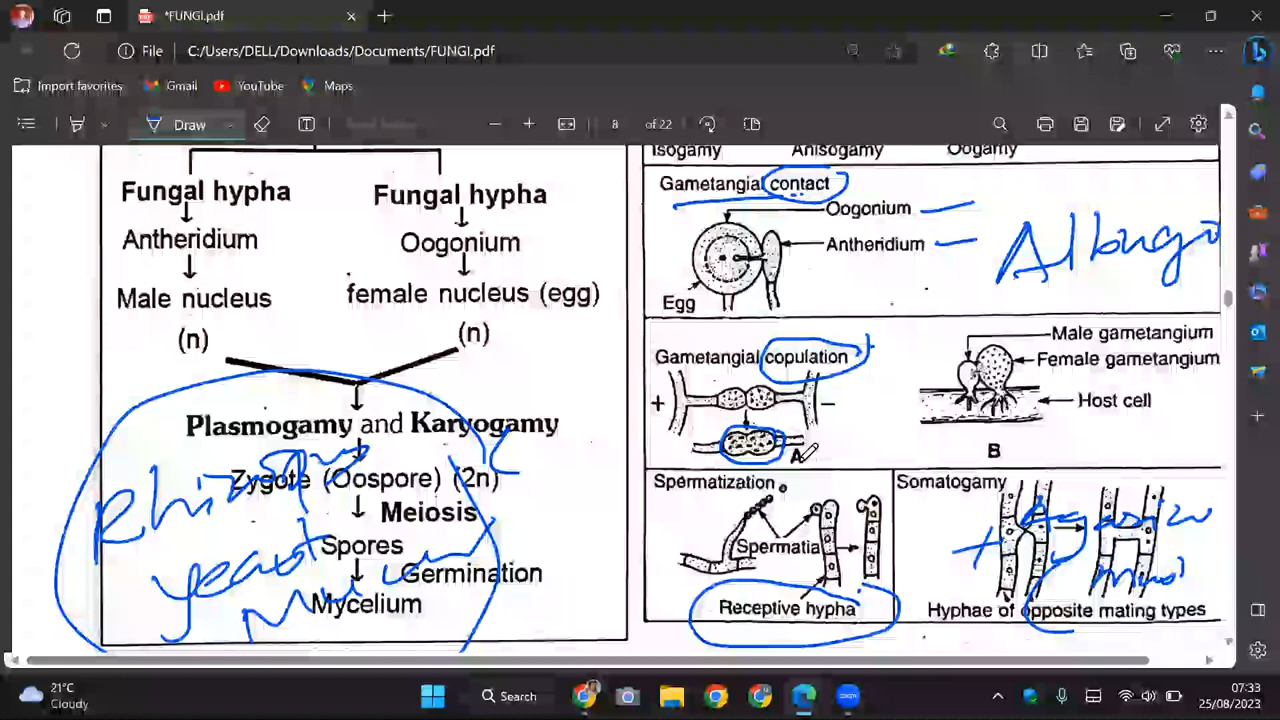 *FUNGI.pdf
File C:/Users/DELL/Downloads/Documents/FUNGI.pdf
Import favorites Gmail YouTube Maps
Draw 8 of 22
Fungal hypha Fungal hypha
Antheridium Oogonium
Male nucleus female nucleus (egg)
(n) (n)
Plasmogamy and Karyogamy
Zygote (Oospore) (2n)
Meiosis
Spores
Germination
Mycelium
yeast
Isogamy Anisogamy Oogamy
Gametangial contact
Oogonium
Antheridium
Egg
Albugo
Gametangial copulation
+ −
A
Male gametangium
Female gametangium
Host cell
B
Spermatization
Spermatia
Receptive hypha
Somatogamy
+
Hyphae of opposite mating types
21°C
Cloudy
Search
07:33
25/08/2023